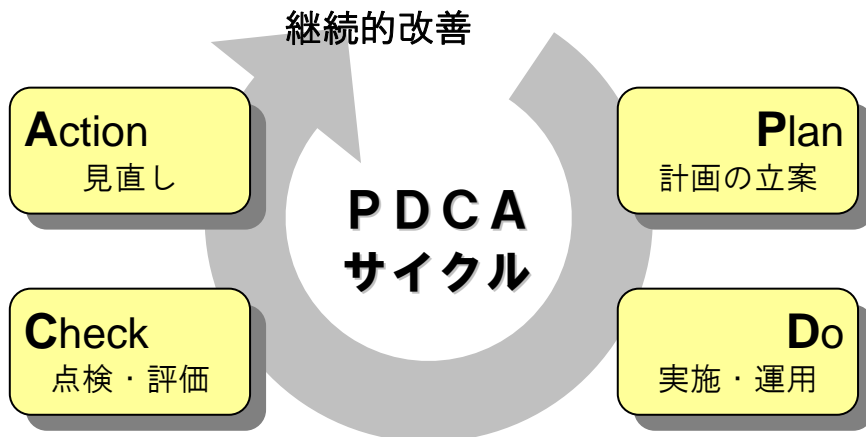 継続的改善
Action
見直し
Plan
計画の立案
PDCA
サイクル
Check
点検・評価
Do
実施・運用